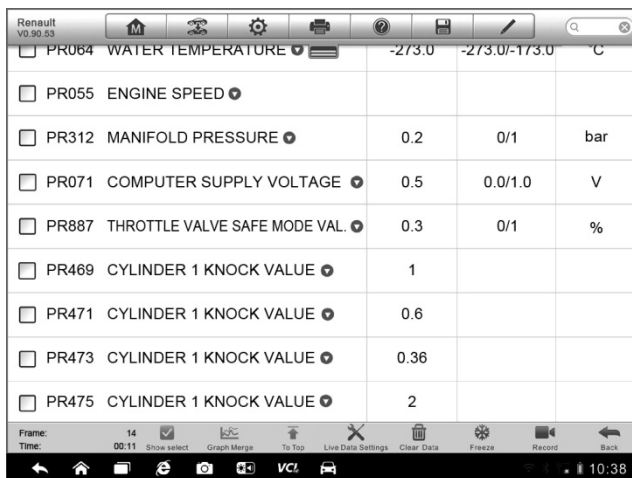 Renault
V0.90.53
M
PR064 WATER TEMPERATURE -273.0 -273.0/-173.0 °C
PR055 ENGINE SPEED
PR312 MANIFOLD PRESSURE 0.2 0/1 bar
PR071 COMPUTER SUPPLY VOLTAGE 0.5 0.0/1.0 V
PR887 THROTTLE VALVE SAFE MODE VAL. 0.3 0/1 %
PR469 CYLINDER 1 KNOCK VALUE 1
PR471 CYLINDER 1 KNOCK VALUE 0.6
PR473 CYLINDER 1 KNOCK VALUE 0.36
PR475 CYLINDER 1 KNOCK VALUE 2
Frame: 14
Time: 00:11 Show select Graph Merge To Top Live Data Settings Clear Data Freeze Record Back
VCI 10:38